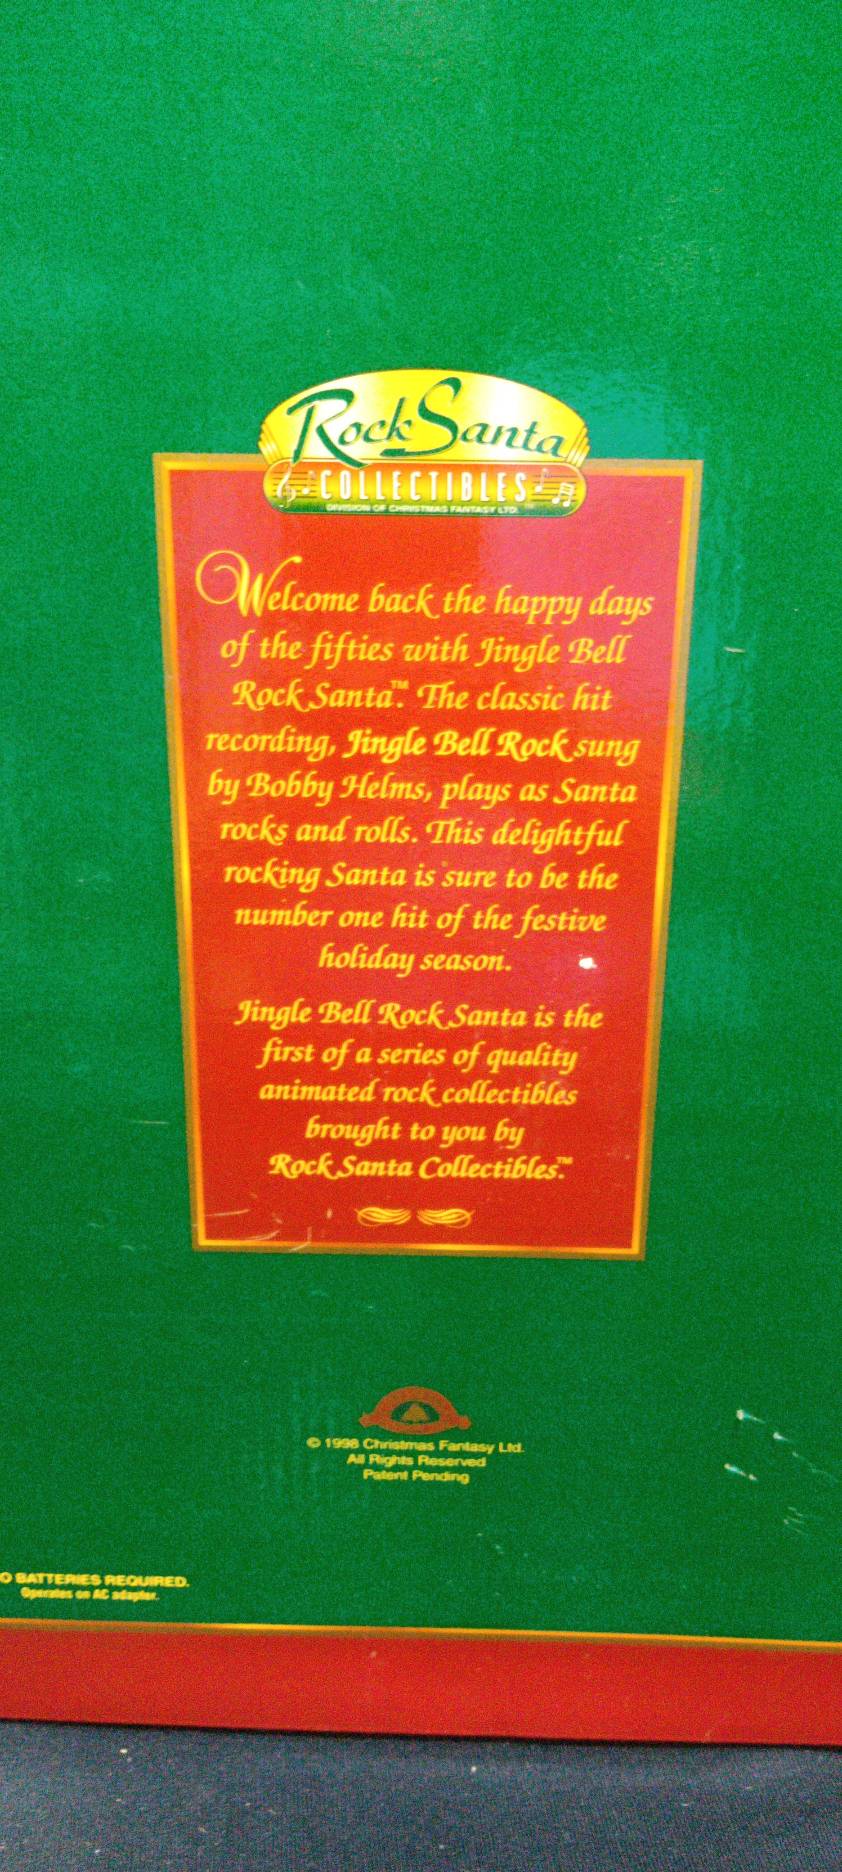 Rock Santa
COLLECTIBLES
DIVISION OF CHRISTMAS FANTASY LTD.
Welcome back the happy days
of the fifties with Jingle Bell
Rock Santa™. The classic hit
recording, Jingle Bell Rock sung
by Bobby Helms, plays as Santa
rocks and rolls. This delightful
rocking Santa is sure to be the
number one hit of the festive
holiday season.
Jingle Bell Rock Santa is the
first of a series of quality
animated rock collectibles
brought to you by
Rock Santa Collectibles.™
© 1998 Christmas Fantasy Ltd.
All Rights Reserved
Patent Pending
O BATTERIES REQUIRED.
Operates on AC adapter.